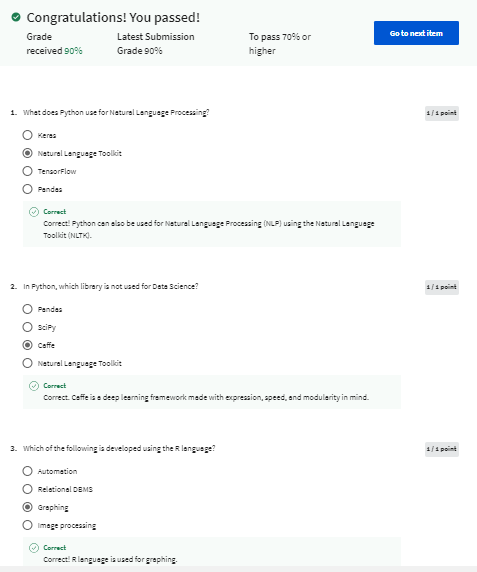 Congratulations! You passed!
Grade received 90%
Latest Submission Grade 90%
To pass 70% or higher
Go to next item
1. What does Python use for Natural Language Processing?
1 / 1 point
Keras
Natural Language Toolkit
TensorFlow
Pandas
Correct
Correct! Python can also be used for Natural Language Processing (NLP) using the Natural Language
Toolkit (NLTK).
2. In Python, which library is not used for Data Science?
1 / 1 point
Pandas
SciPy
Caffe
Natural Language Toolkit
Correct
Correct. Caffe is a deep learning framework made with expression, speed, and modularity in mind.
3. Which of the following is developed using the R language?
1 / 1 point
Automation
Relational DBMS
Graphing
Image processing
Correct
Correct! R language is used for graphing.